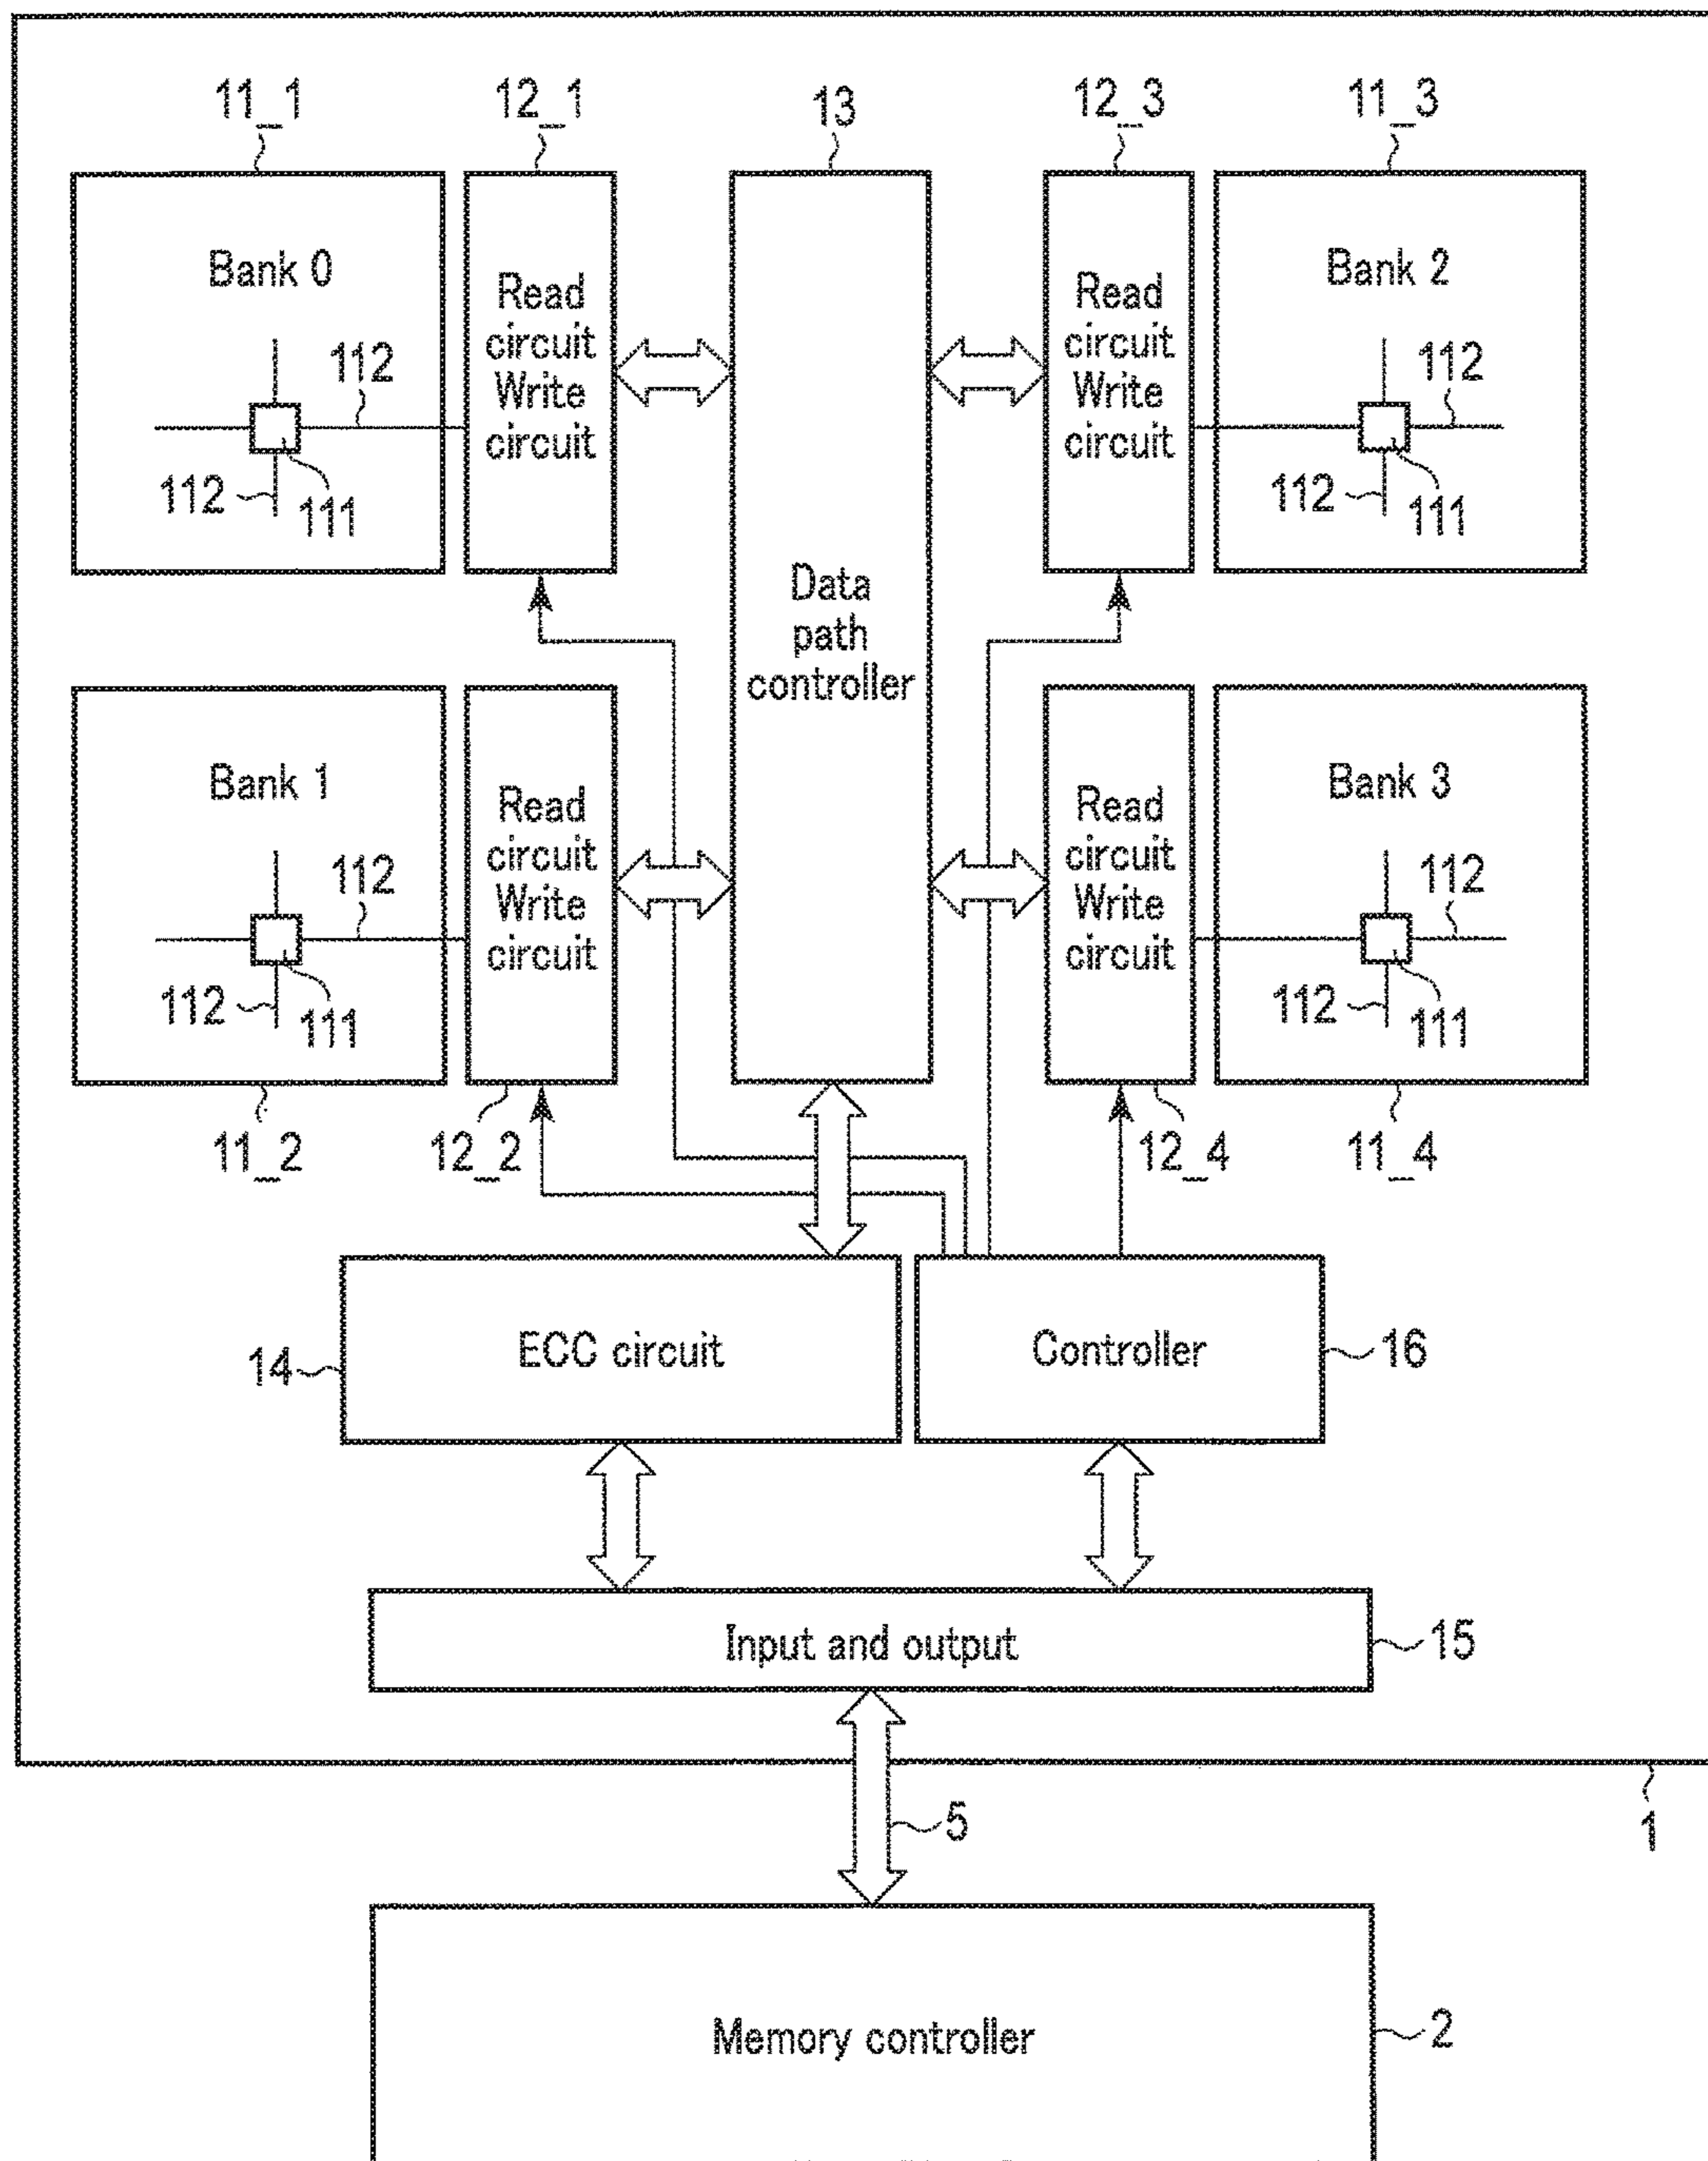 11_1
12_1
13
12_3
11_3
Bank 0
112
112
111
Read
circuit
Write
circuit
Data
path
controller
Read
circuit
Write
circuit
Bank 2
112
112
111
Bank 1
112
112
111
Read
circuit
Write
circuit
Read
circuit
Write
circuit
Bank 3
112
112
111
11_2
12_2
12_4
11_4
14
ECC circuit
Controller
16
Input and output
15
5
1
Memory controller
2